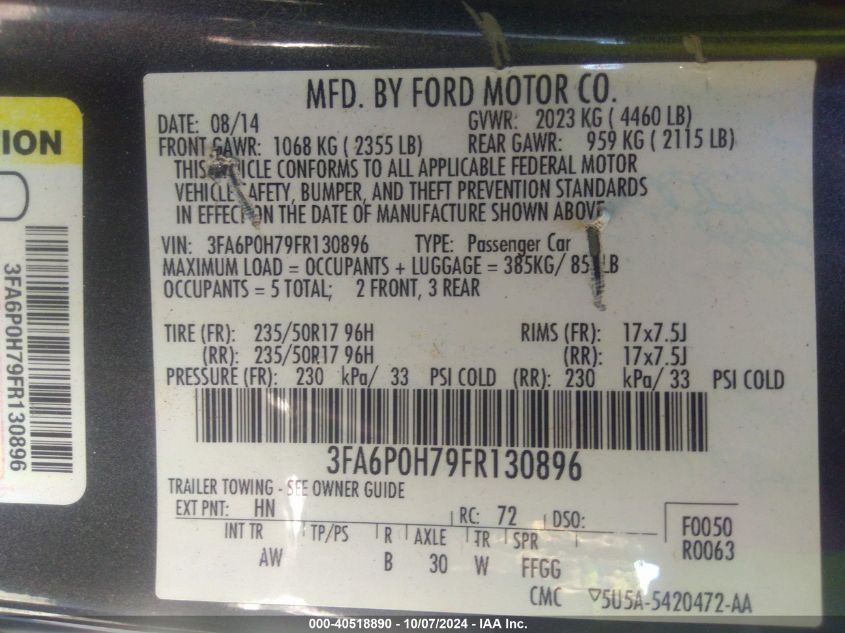 MFD. BY FORD MOTOR CO.
DATE: 08/14 GVWR: 2023 KG ( 4460 LB)
FRONT GAWR: 1068 KG ( 2355 LB) REAR GAWR: 959 KG ( 2115 LB)
THIS VEHICLE CONFORMS TO ALL APPLICABLE FEDERAL MOTOR
VEHICLE SAFETY, BUMPER, AND THEFT PREVENTION STANDARDS
IN EFFECT ON THE DATE OF MANUFACTURE SHOWN ABOVE
VIN: 3FA6P0H79FR130896 TYPE: Passenger Car
MAXIMUM LOAD = OCCUPANTS + LUGGAGE = 385KG/ LB
OCCUPANTS = 5 TOTAL; 2 FRONT, 3 REAR
TIRE (FR): 235/50R17 96H RIMS (FR): 17x7.5J
(RR): 235/50R17 96H (RR): 17x7.5J
PRESSURE (FR): 230 kPa/ 33 PSI COLD (RR): 230 kPa/ 33 PSI COLD
3FA6P0H79FR130896
TRAILER TOWING - SEE OWNER GUIDE
EXT PNT: HN RC: 72 DSO: F0050
INT TR TP/PS R AXLE TR SPR R0063
AW B 30 W FFGG
CMC ▽5U5A-5420472-AA
ION
3FA6P0H79FR130896
000-40518890 - 10/07/2024 - IAA Inc.